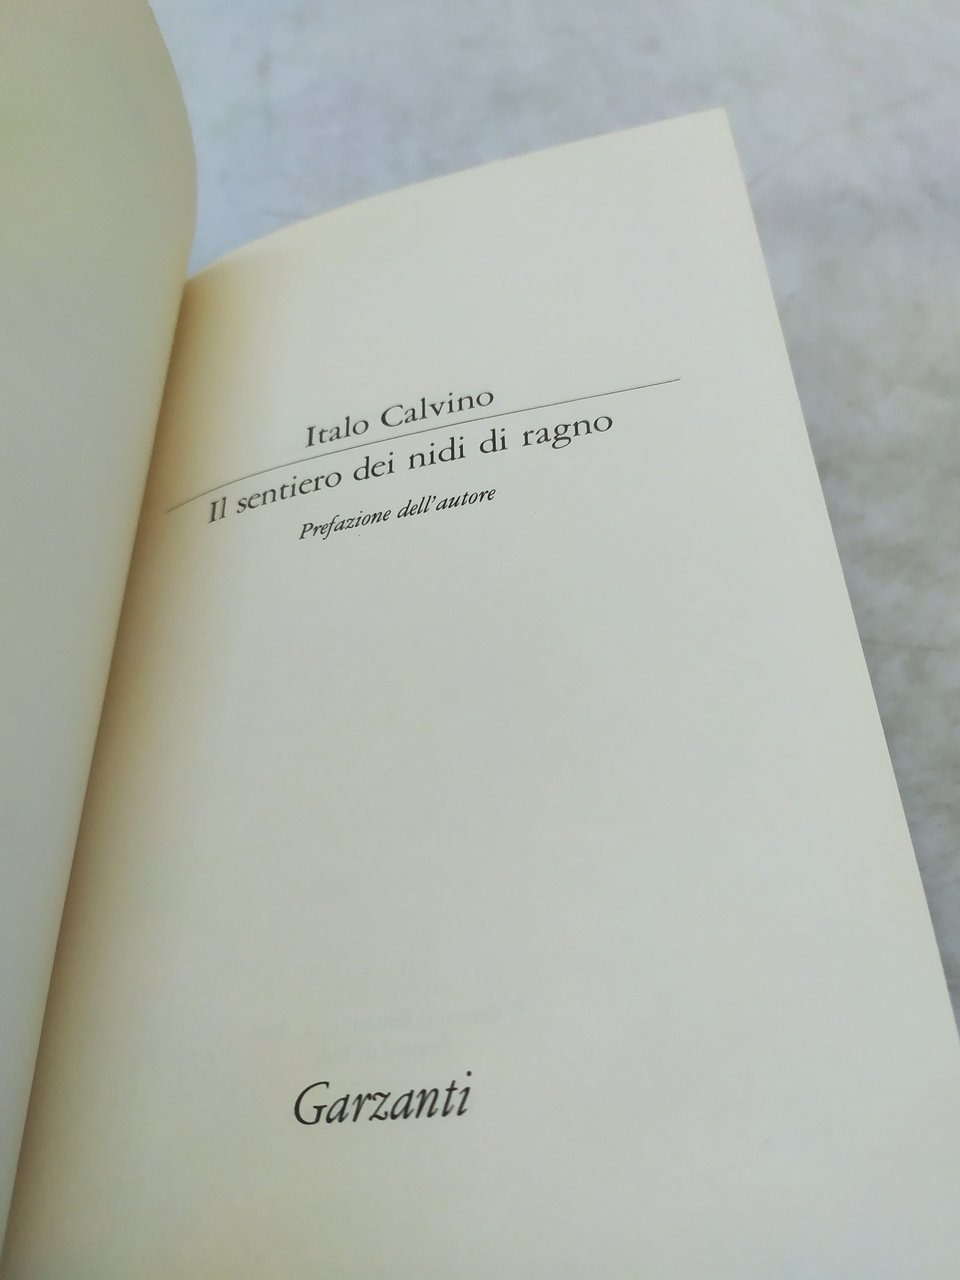 Italo Calvino
Il sentiero dei nidi di ragno
Prefazione dell'autore
Garzanti